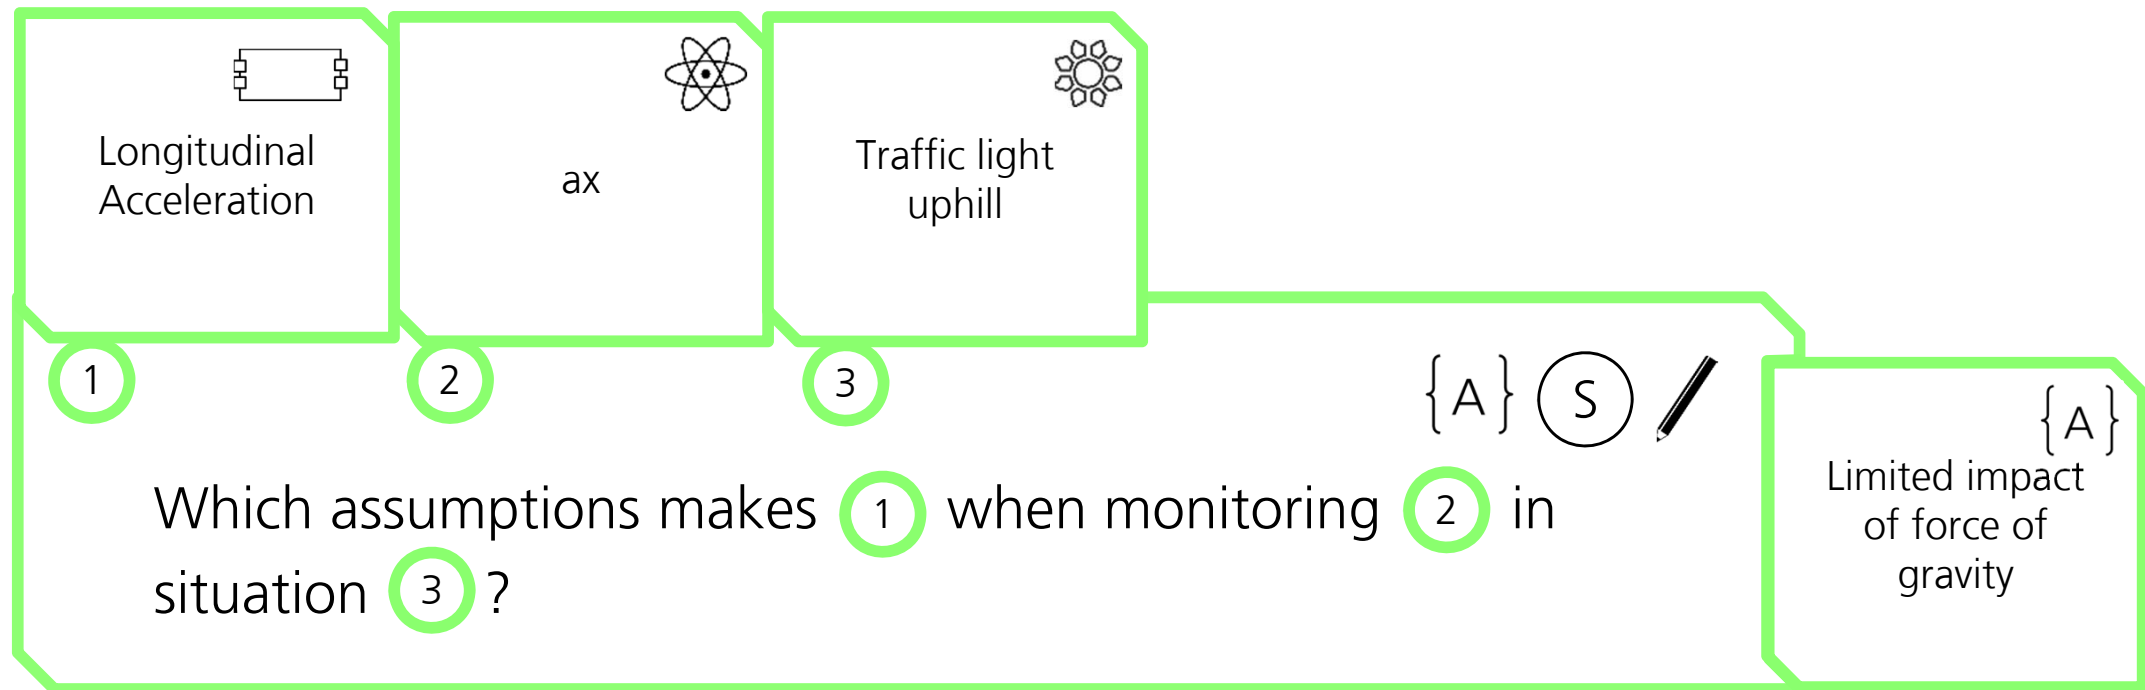 Longitudinal
Acceleration
ax
Traffic light
uphill
1
2
3
{A} S
Which assumptions makes 1 when monitoring 2 in
situation 3 ?
{A}
Limited impact
of force of
gravity